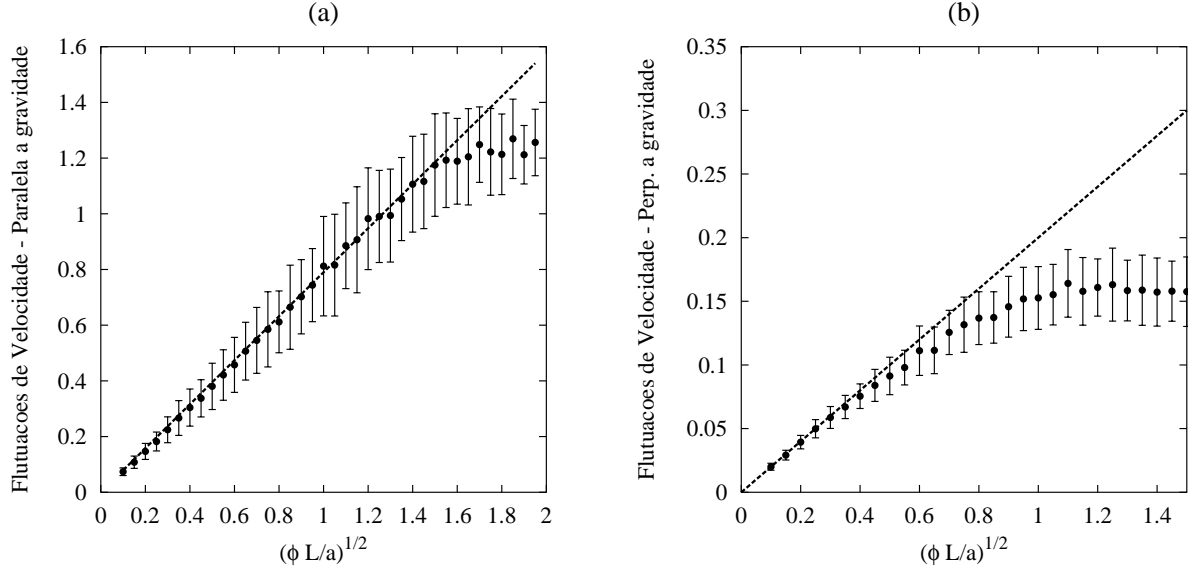 (a)
Flutuacoes de Velocidade - Paralela a gravidade
1.6
1.4
1.2
1
0.8
0.6
0.4
0.2
0
0 0.2 0.4 0.6 0.8 1 1.2 1.4 1.6 1.8 2
(ϕ L/a)^{1/2}
(b)
Flutuacoes de Velocidade - Perp. a gravidade
0.35
0.3
0.25
0.2
0.15
0.1
0.05
0
0 0.2 0.4 0.6 0.8 1 1.2 1.4
(ϕ L/a)^{1/2}